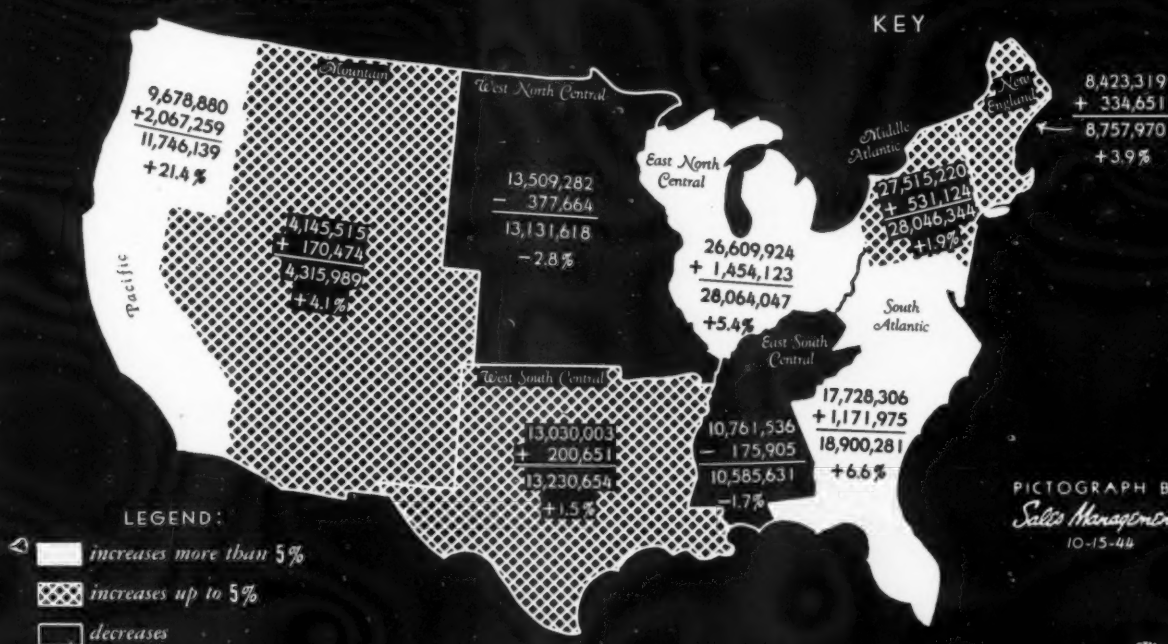 KEY
Mountain
9,678,880
+2,067,259
11,746,139
+21.4%
Pacific
4,145,515
+ 170,474
4,315,989
+4.1%
West North Central
13,509,282
- 377,664
13,131,618
-2.8%
East North
Central
26,609,924
+ 1,454,123
28,064,047
+5.4%
Middle
Atlantic
27,515,220
+ 531,124
28,046,344
+1.9%
New
England
8,423,319
+ 334,651
8,757,970
+3.9%
South
Atlantic
17,728,306
+1,171,975
18,900,281
+6.6%
East South
Central
10,761,536
- 175,905
10,585,631
-1.7%
West South Central
13,030,003
+ 200,651
13,230,654
+1.5%
LEGEND:
increases more than 5%
increases up to 5%
decreases
PICTOGRAPH B
Sales Manageme
10-15-44